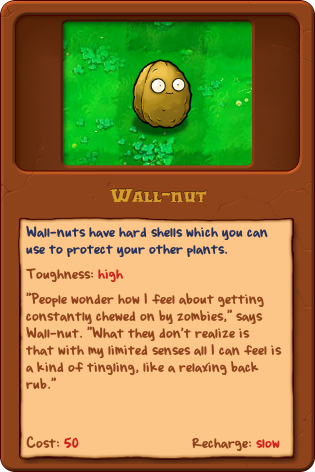 Wall-nut
Wall-nuts have hard shells which you can
use to protect your other plants.
Toughness: high
"People wonder how I feel about getting
constantly chewed on by zombies," says
Wall-nut. "What they don't realize is
that with my limited senses all I can feel is
a kind of tingling, like a relaxing back
rub."
Cost: 50 Recharge: slow